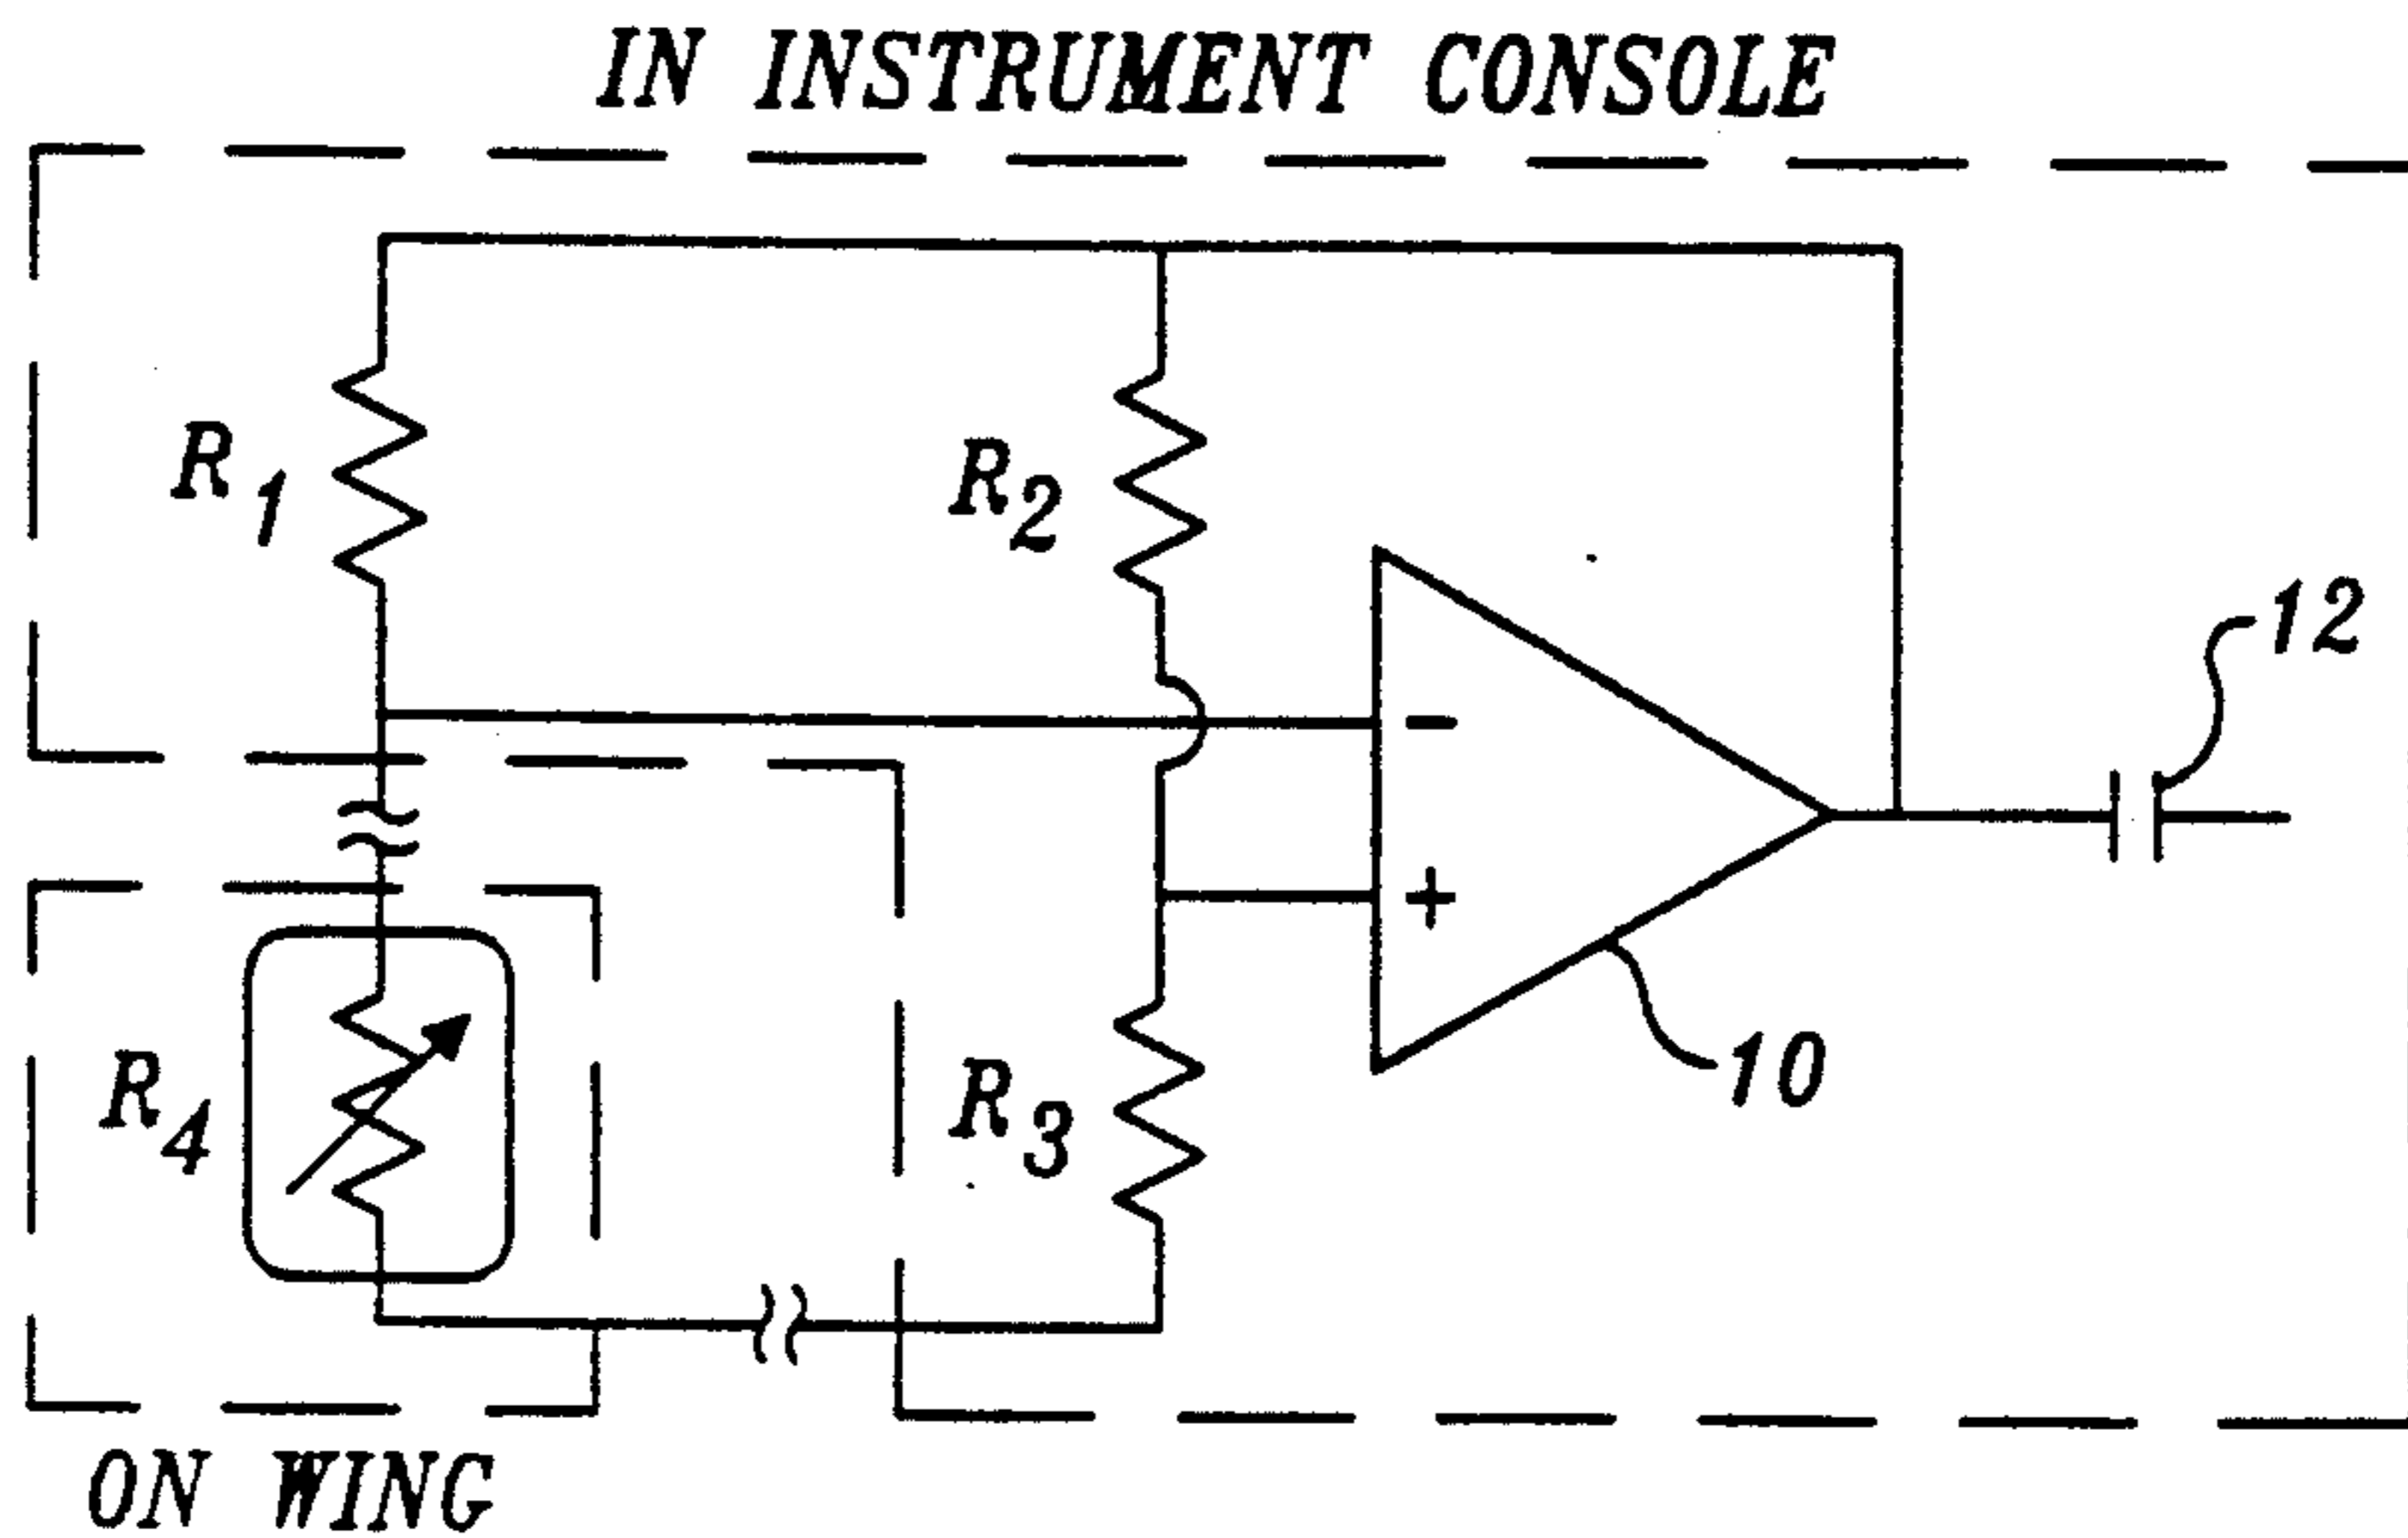 IN INSTRUMENT CONSOLE
R1
R2
12
-
+
R4
R3
10
ON WING